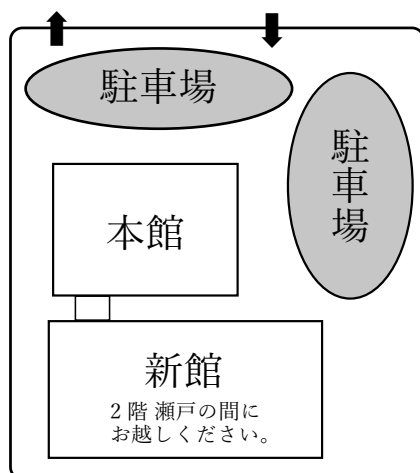 駐車場
駐車場
本館
新館
2階 瀬戸の間に
お越しください。